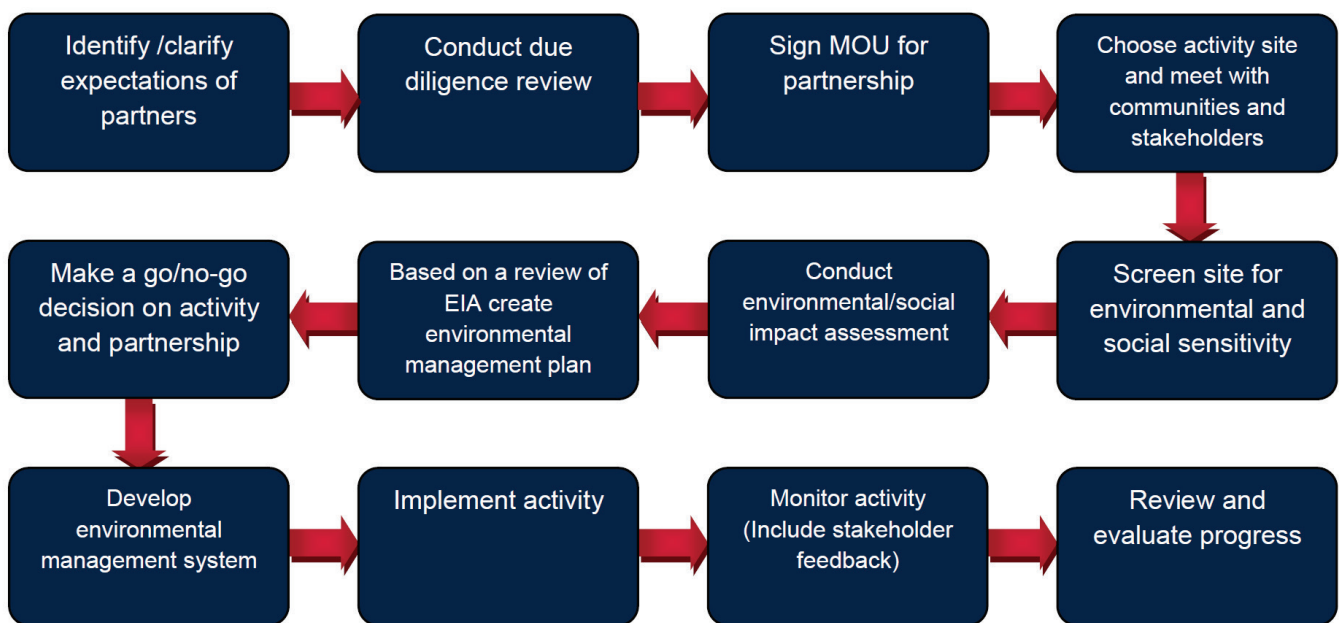 Identify /clarify
expectations of
partners
Conduct due
diligence review
Sign MOU for
partnership
Choose activity site
and meet with
communities and
stakeholders
Screen site for
environmental and
social sensitivity
Conduct
environmental/social
impact assessment
Based on a review of
EIA create
environmental
management plan
Make a go/no-go
decision on activity
and partnership
Develop
environmental
management system
Implement activity
Monitor activity
(Include stakeholder
feedback)
Review and
evaluate progress